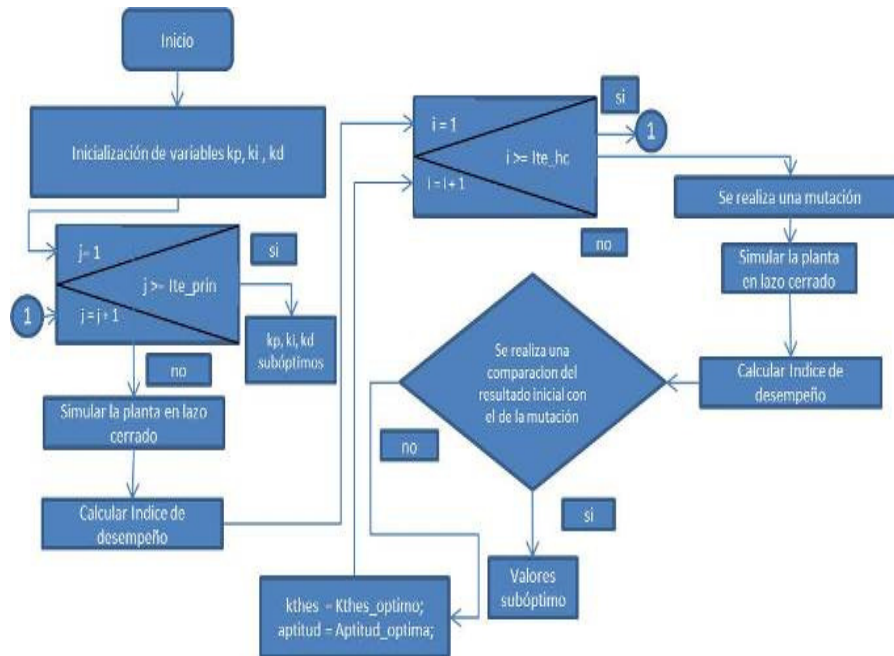 Inicio
Inicialización de variables kp, ki , kd
j= 1
j >= Ite_prin
j = j + 1
si
1
kp, ki, kd
subóptimos
no
Simular la planta en lazo
cerrado
Calcular Indice de
desempeño
i = 1
i >= Ite_hc
i = i + 1
si
1
no
Se realiza una mutación
Simular la planta
en lazo cerrado
Calcular Indice de
desempeño
Se realiza una
comparacion del
resultado inicial con
el de la mutación
no
si
Valores
subóptimo
kthes = Kthes_optimo;
aptitud = Aptitud_optima;